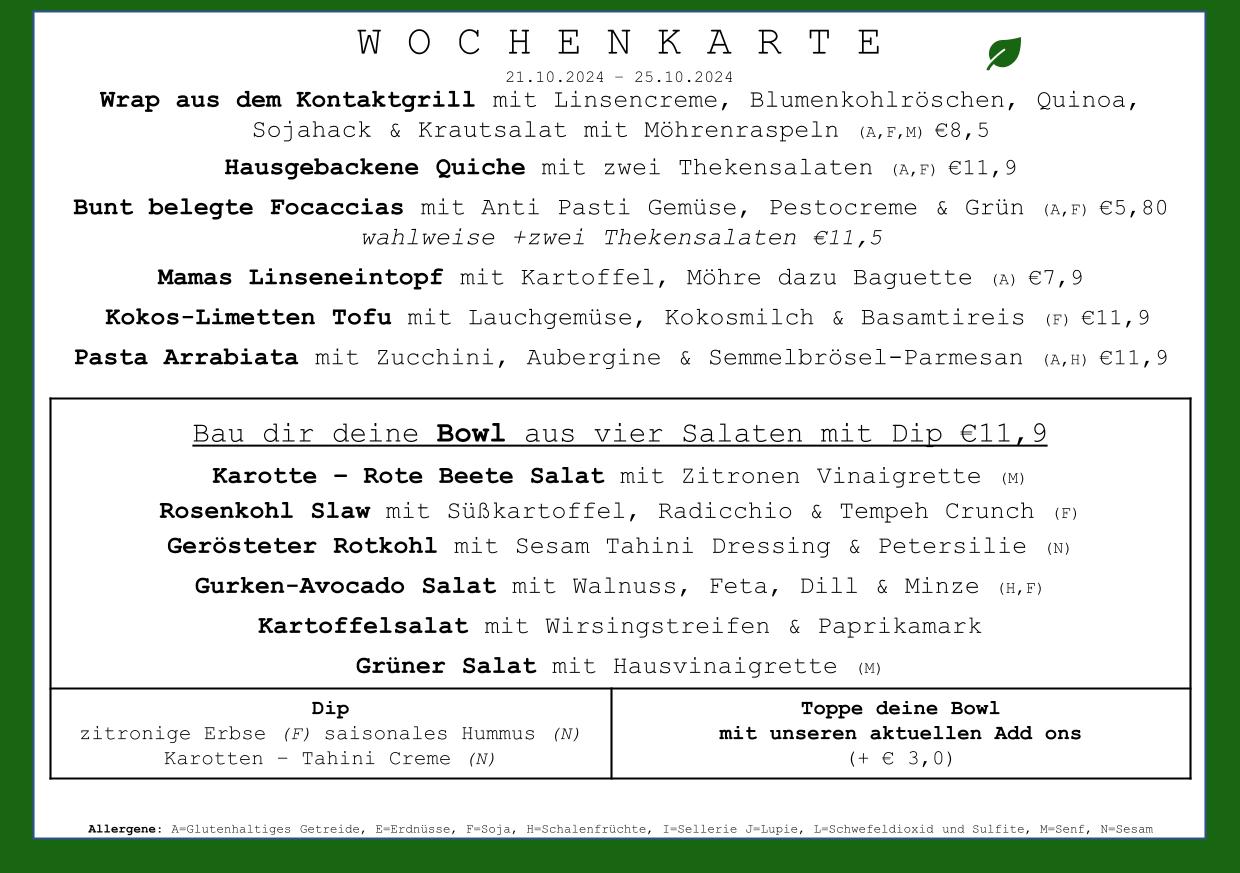 WOCHENKARTE
21.10.2024 – 25.10.2024
Wrap aus dem Kontaktgrill mit Linsencreme, Blumenkohlröschen, Quinoa,
Sojahack & Krautsalat mit Möhrenraspeln (A,F,M) €8,5
Hausgebackene Quiche mit zwei Thekensalaten (A,F) €11,9
Bunt belegte Focaccias mit Anti Pasti Gemüse, Pestocreme & Grün (A,F) €5,80
wahlweise +zwei Thekensalaten €11,5
Mamas Linseneintopf mit Kartoffel, Möhre dazu Baguette (A) €7,9
Kokos-Limetten Tofu mit Lauchgemüse, Kokosmilch & Basamtireis (F) €11,9
Pasta Arrabiata mit Zucchini, Aubergine & Semmelbrösel-Parmesan (A,H) €11,9
Bau dir deine Bowl aus vier Salaten mit Dip €11,9
Karotte – Rote Beete Salat mit Zitronen Vinaigrette (M)
Rosenkohl Slaw mit Süßkartoffel, Radicchio & Tempeh Crunch (F)
Gerösteter Rotkohl mit Sesam Tahini Dressing & Petersilie (N)
Gurken-Avocado Salat mit Walnuss, Feta, Dill & Minze (H,F)
Kartoffelsalat mit Wirsingstreifen & Paprikamark
Grüner Salat mit Hausvinaigrette (M)
Dip
zitronige Erbse (F) saisonales Hummus (N)
Karotten – Tahini Creme (N)
Toppe deine Bowl
mit unseren aktuellen Add ons
(+ € 3,0)
Allergene: A=Glutenhaltiges Getreide, E=Erdnüsse, F=Soja, H=Schalenfrüchte, I=Sellerie J=Lupie, L=Schwefeldioxid und Sulfite, M=Senf, N=Sesam